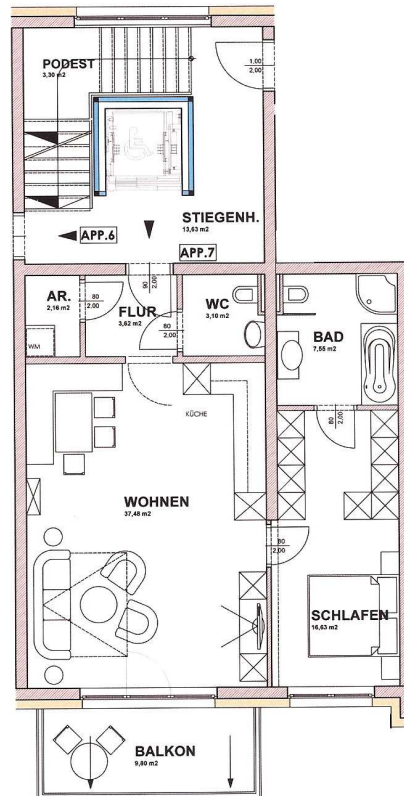 PODEST
3,30 m2
1,00
2,00
STIEGENH.
13,63 m2
APP.6
APP.7
90
2,00
AR.
2,16 m2
80
2,00
FLUR
3,62 m2
WC
3,10 m2
80
2,00
BAD
7,55 m2
WM
KÜCHE
80
2,00
WOHNEN
37,48 m2
80
2,00
SCHLAFEN
16,63 m2
BALKON
9,80 m2